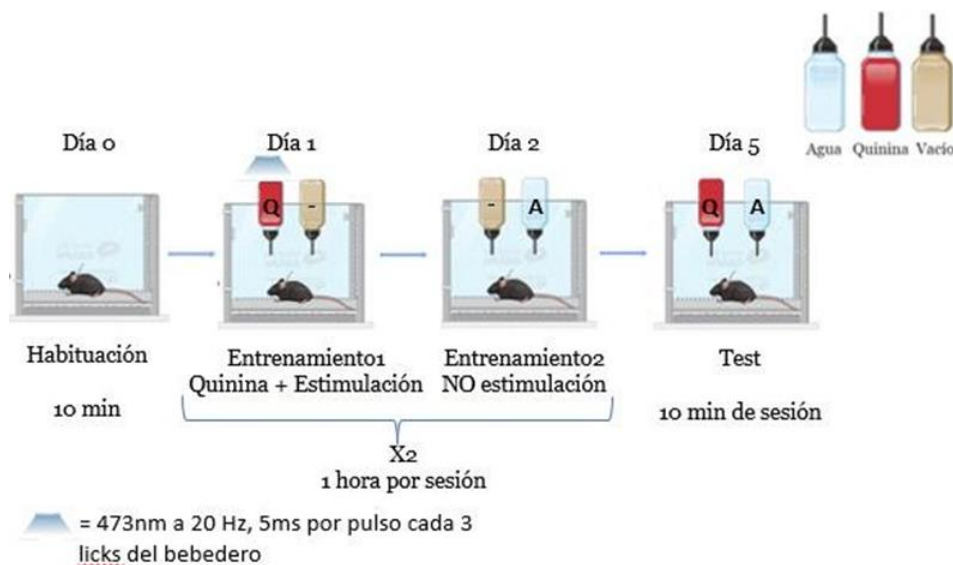 Agua Quinina Vacío
Día 0 Día 1 Día 2 Día 5
Q - - A Q A
Habituación
10 min
Entrenamiento1
Quinina + Estimulación
Entrenamiento2
NO estimulación
Test
10 min de sesión
X2
1 hora por sesión
= 473nm a 20 Hz, 5ms por pulso cada 3
licks del bebedero